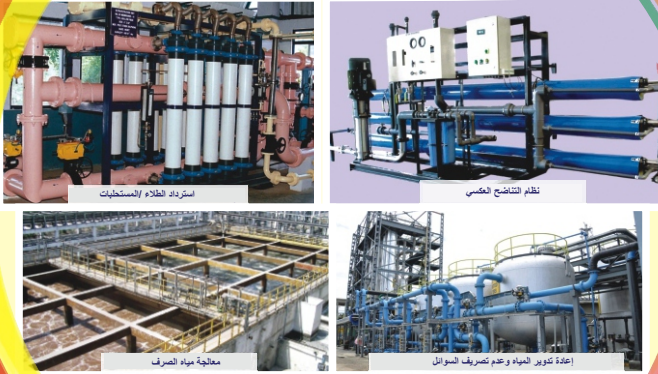 استرداد الطلاء /المستحلبات
نظام التناضح العكسي
معالجة مياه الصرف
إعادة تدوير المياه وعدم تصريف السوائل